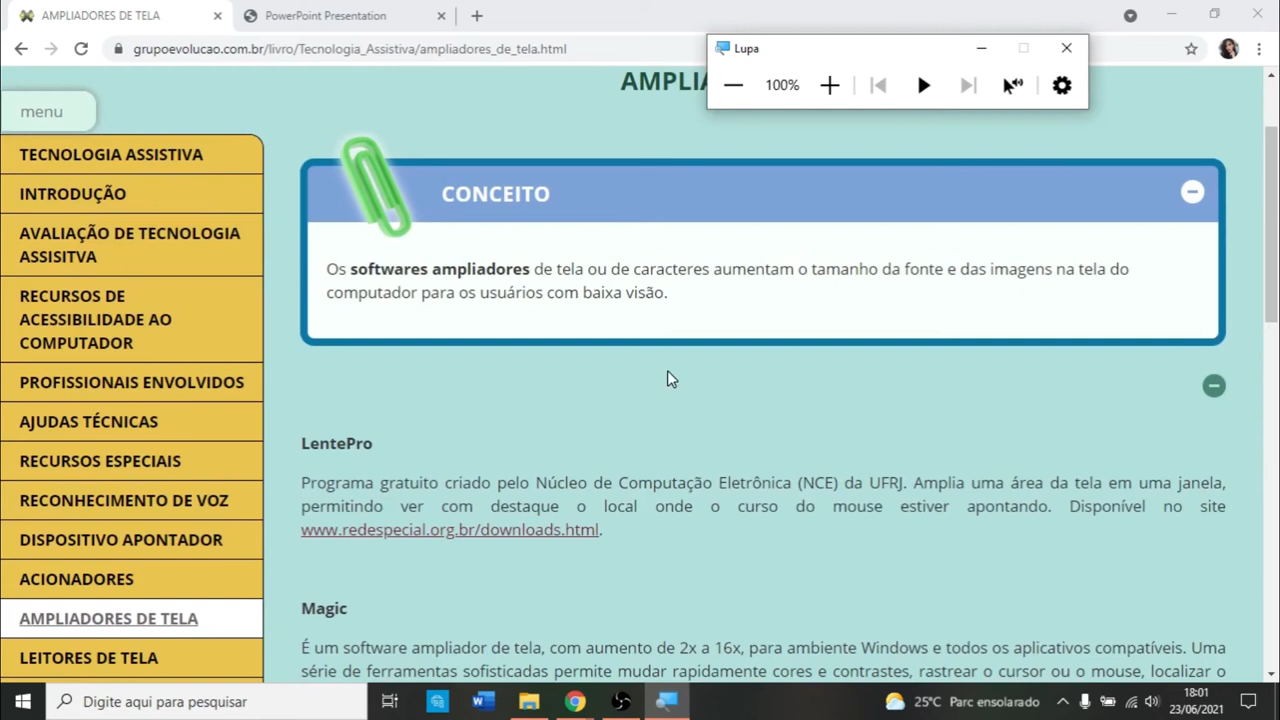 AMPLIADORES DE TELA
PowerPoint Presentation
grupoevolucao.com.br/livro/Tecnologia_Assistiva/ampliadores_de_tela.html
Lupa
100%
AMPLIA
menu
TECNOLOGIA ASSISTIVA
INTRODUÇÃO
AVALIAÇÃO DE TECNOLOGIA
ASSISITVA
RECURSOS DE
ACESSIBILIDADE AO
COMPUTADOR
PROFISSIONAIS ENVOLVIDOS
AJUDAS TÉCNICAS
RECURSOS ESPECIAIS
RECONHECIMENTO DE VOZ
DISPOSITIVO APONTADOR
ACIONADORES
AMPLIADORES DE TELA
LEITORES DE TELA
CONCEITO
Os softwares ampliadores de tela ou de caracteres aumentam o tamanho da fonte e das imagens na tela do
computador para os usuários com baixa visão.
LentePro
Programa gratuito criado pelo Núcleo de Computação Eletrônica (NCE) da UFRJ. Amplia uma área da tela em uma janela,
permitindo ver com destaque o local onde o curso do mouse estiver apontando. Disponível no site
www.redespecial.org.br/downloads.html.
Magic
É um software ampliador de tela, com aumento de 2x a 16x, para ambiente Windows e todos os aplicativos compatíveis. Uma
série de ferramentas sofisticadas permite mudar rapidamente cores e contrastes, rastrear o cursor ou o mouse, localizar o
Digite aqui para pesquisar
25°C Parc ensolarado
18:01
23/06/2021